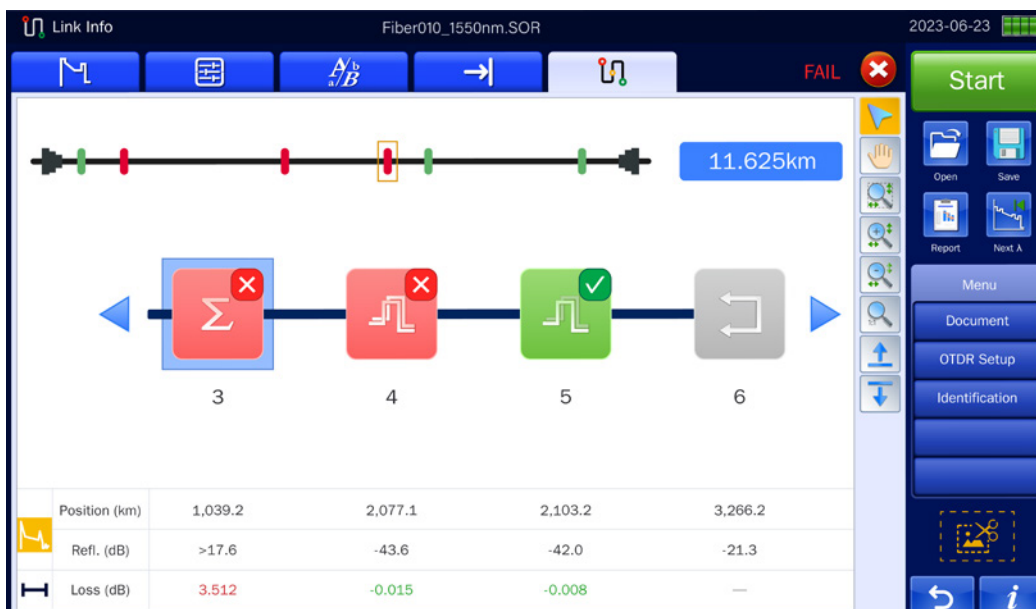 Link Info
Fiber010_1550nm.SOR
2023-06-23
A/B
a/b
FAIL
Start
11.625km
Open
Save
Report
Next λ
Menu
Document
OTDR Setup
Identification
Σ
3
4
5
6
Position (km) 1,039.2 2,077.1 2,103.2 3,266.2
Refl. (dB) >17.6 -43.6 -42.0 -21.3
Loss (dB) 3.512 -0.015 -0.008 —
i